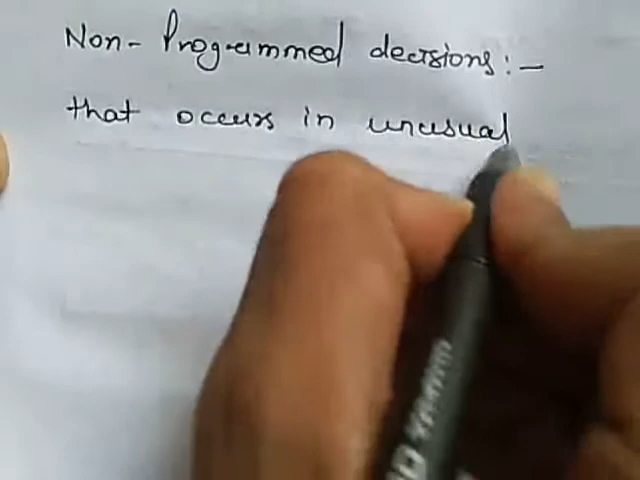 Non-Programmed decisions:-
that occurs in unusual